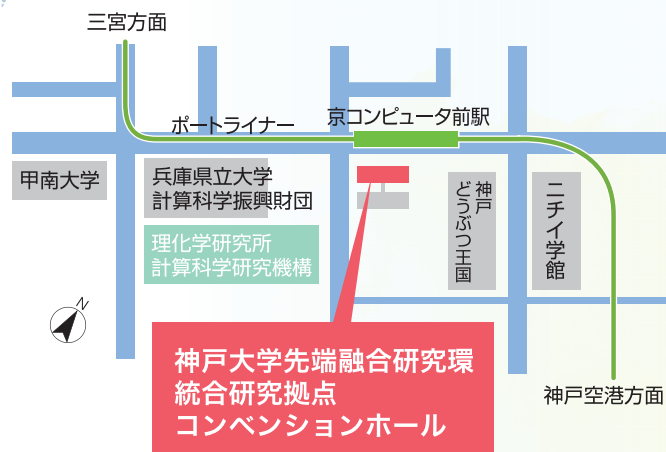 三宮方面
ポートライナー
京コンピュータ前駅
甲南大学
兵庫県立大学
計算科学振興財団
神戸
どうぶつ王国
ニチイ学館
理化学研究所
計算科学研究機構
N
神戸大学先端融合研究環
統合研究拠点
コンベンションホール
神戸空港方面